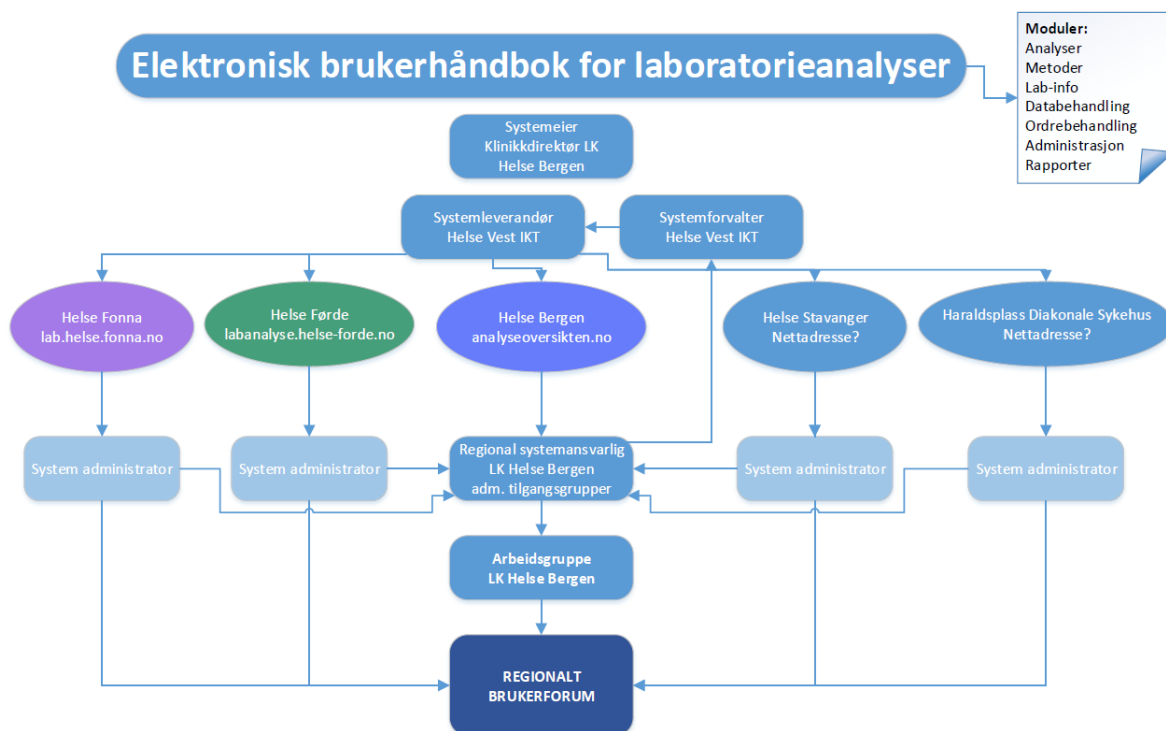 Elektronisk brukerhåndbok for laboratorieanalyser
Moduler:
Analyser
Metoder
Lab-info
Databehandling
Ordrebehandling
Administrasjon
Rapporter
Systemeier
Klinikkdirektør LK
Helse Bergen
Systemleverandør
Helse Vest IKT
Systemforvalter
Helse Vest IKT
Helse Fonna
lab.helse.fonna.no
Helse Førde
labanalyse.helse-forde.no
Helse Bergen
analyseoversikten.no
Helse Stavanger
Nettadresse?
Haraldsplass Diakonale Sykehus
Nettadresse?
System administrator
System administrator
Regional systemansvarlig
LK Helse Bergen
adm. tilgangsgrupper
System administrator
System administrator
Arbeidsgruppe
LK Helse Bergen
REGIONALT
BRUKERFORUM